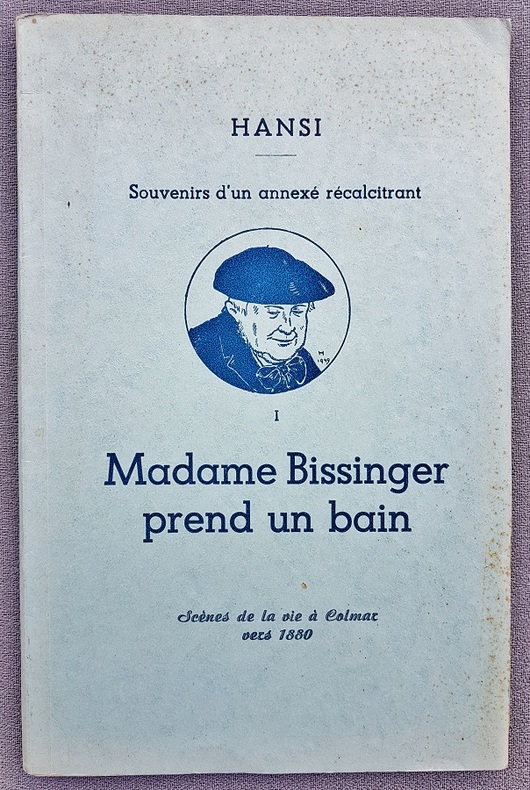 HANSI
Souvenirs d'un annexé récalcitrant
H
I
Madame Bissinger
prend un bain
Scènes de la vie à Colmar
vers 1880